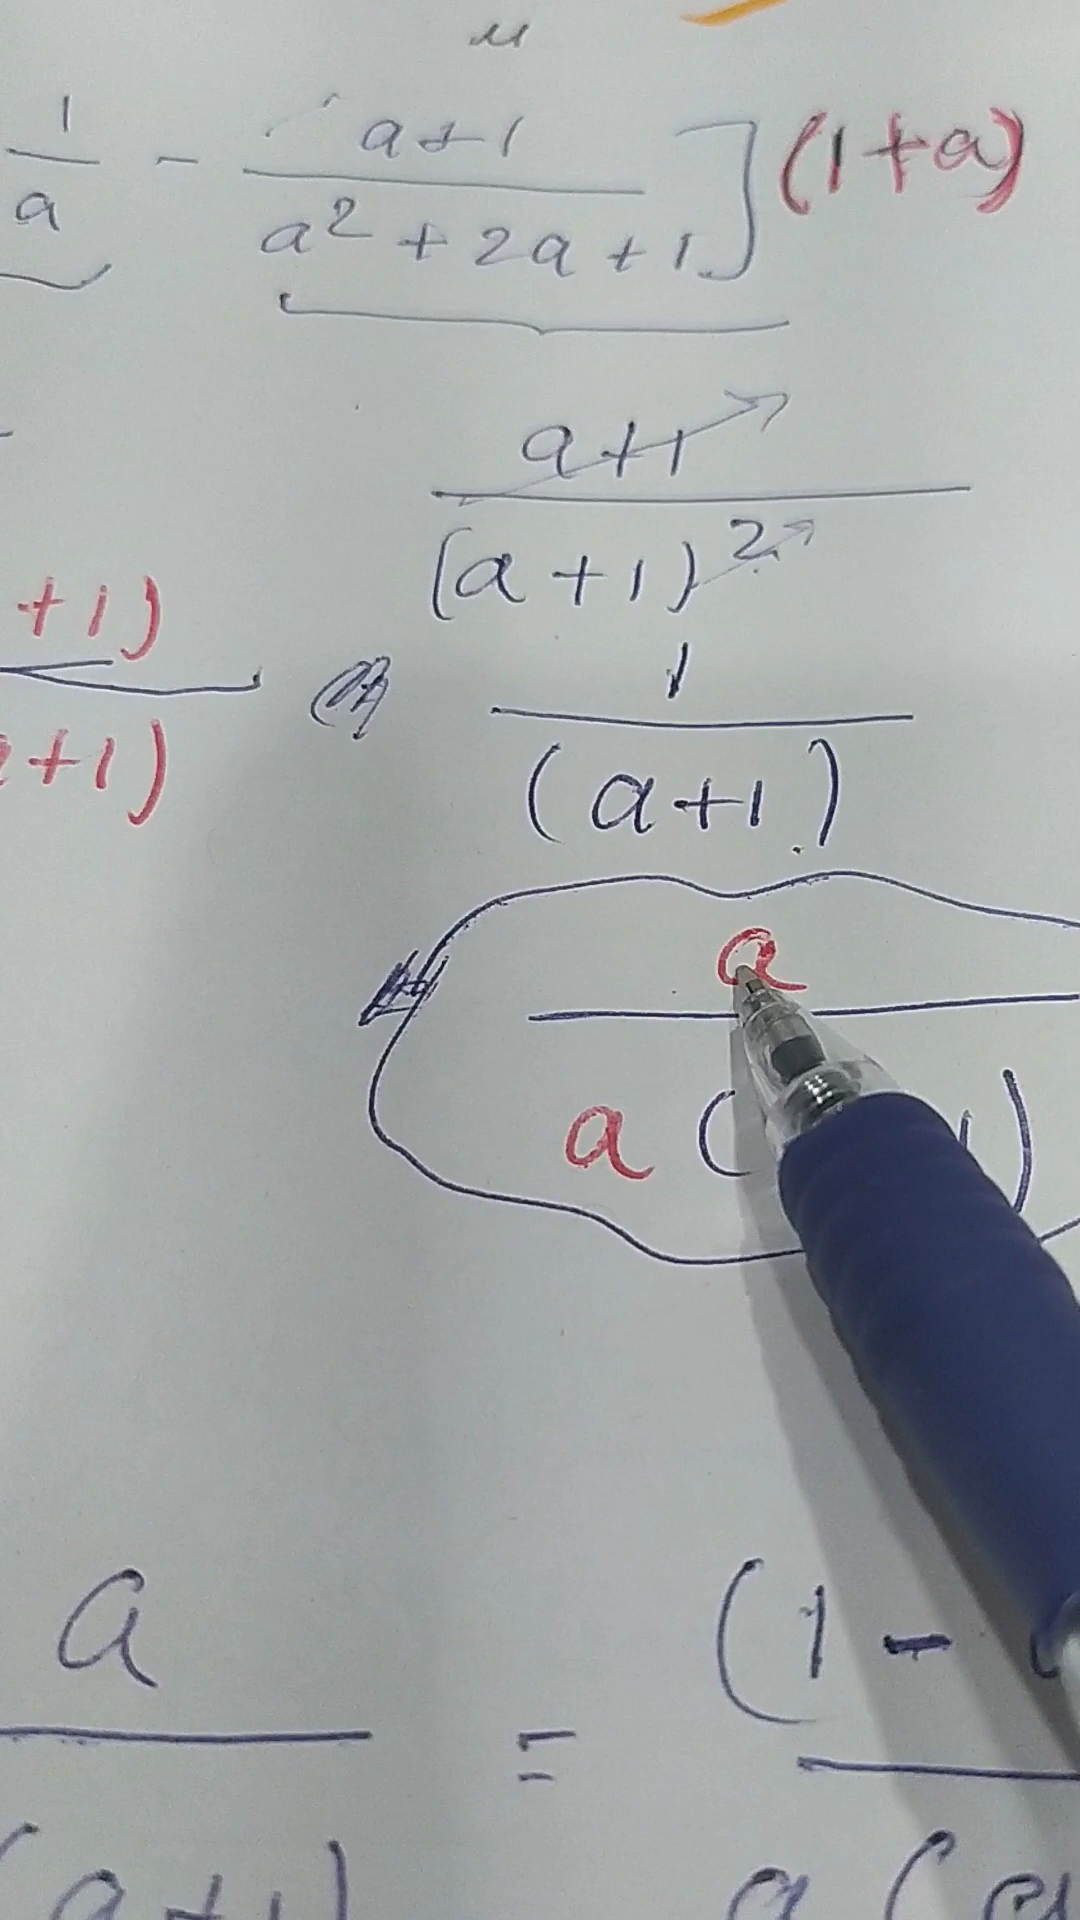 1/a - (a+1)/(a² + 2a + 1) ] (1+a)
a+1
(a+1)²
+1)
1
+1)
(a+1)
a
a (
a = (1 -
(a+1) a (